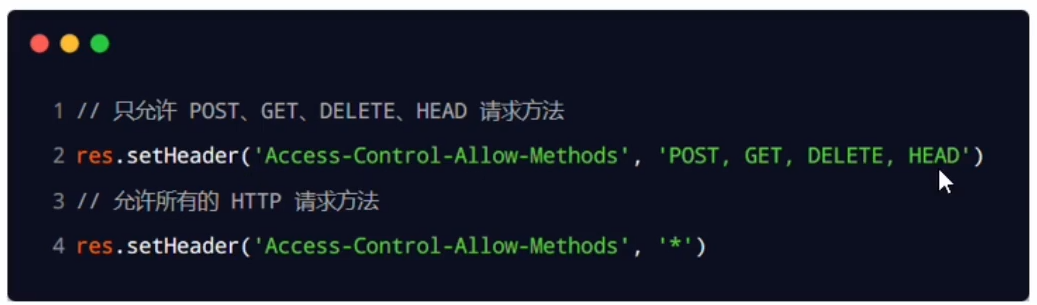 1 // 只允许 POST、GET、DELETE、HEAD 请求方法
2 res.setHeader('Access-Control-Allow-Methods', 'POST, GET, DELETE, HEAD')
3 // 允许所有的 HTTP 请求方法
4 res.setHeader('Access-Control-Allow-Methods', '*')